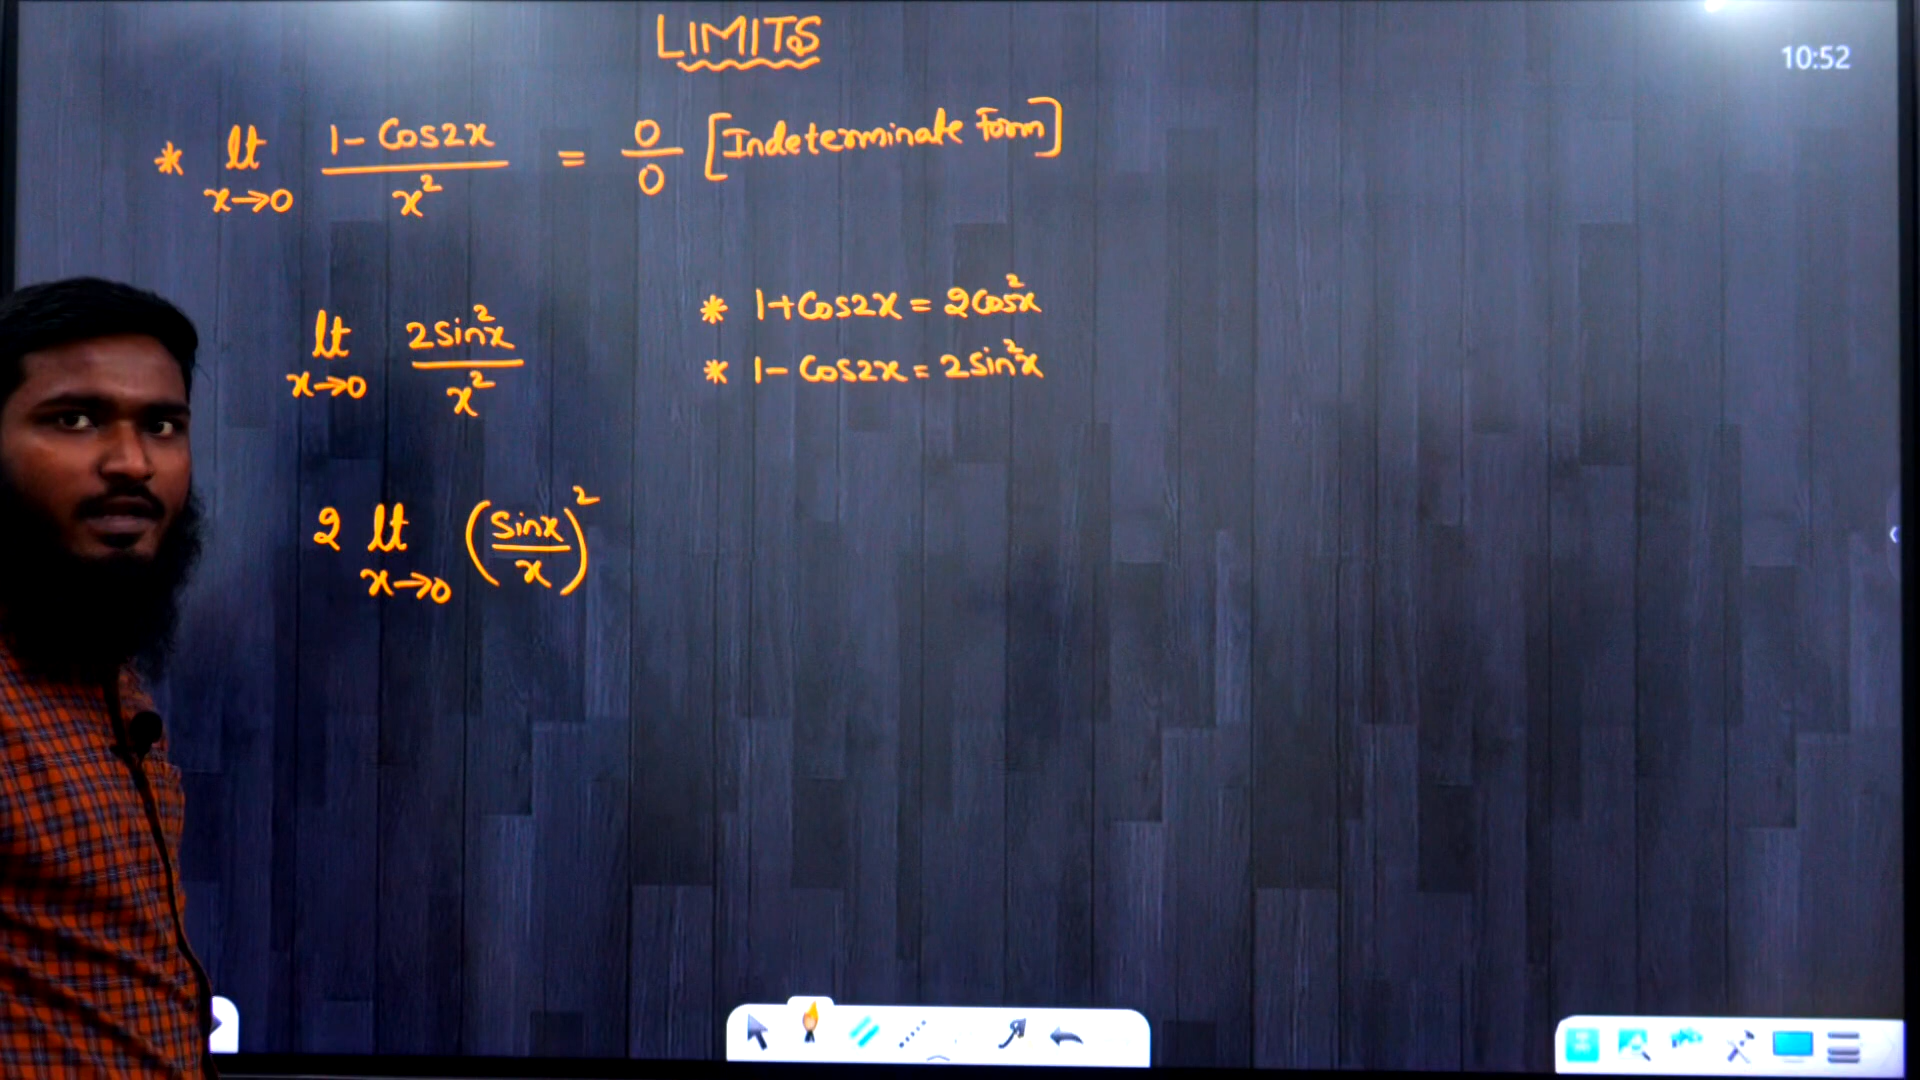 LIMITS
10:52
* lt x→0 1-Cos2x/x² = 0/0 [Indeterminate Form]
* 1+Cos2x = 2Cos²x
lt x→0 2Sin²x/x²
* 1-Cos2x = 2Sin²x
2 lt x→0 (Sinx/x)²